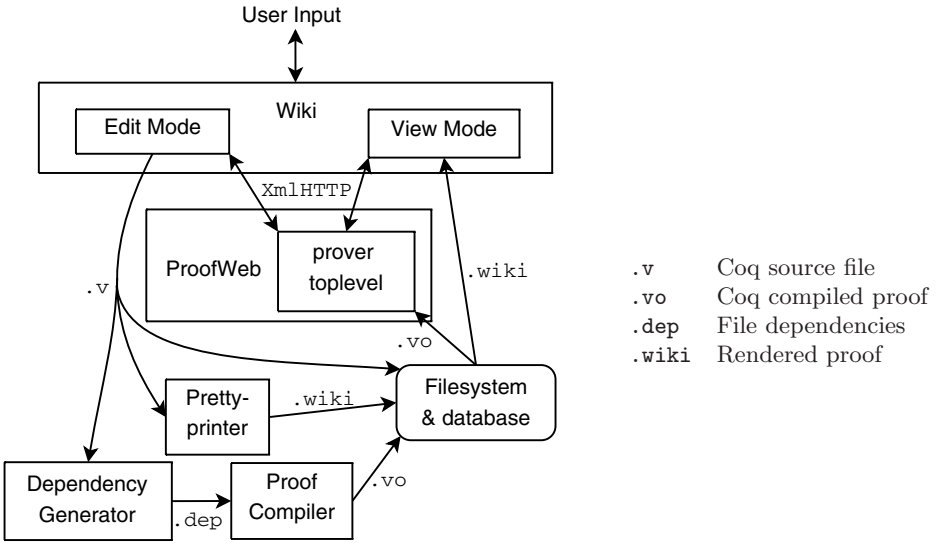 User Input
Wiki
Edit Mode
View Mode
XmlHTTP
ProofWeb
prover
toplevel
.v
.wiki
.vo
Pretty-
printer
.wiki
Filesystem
& database
Dependency
Generator
.dep
Proof
Compiler
.vo
.v Coq source file
.vo Coq compiled proof
.dep File dependencies
.wiki Rendered proof